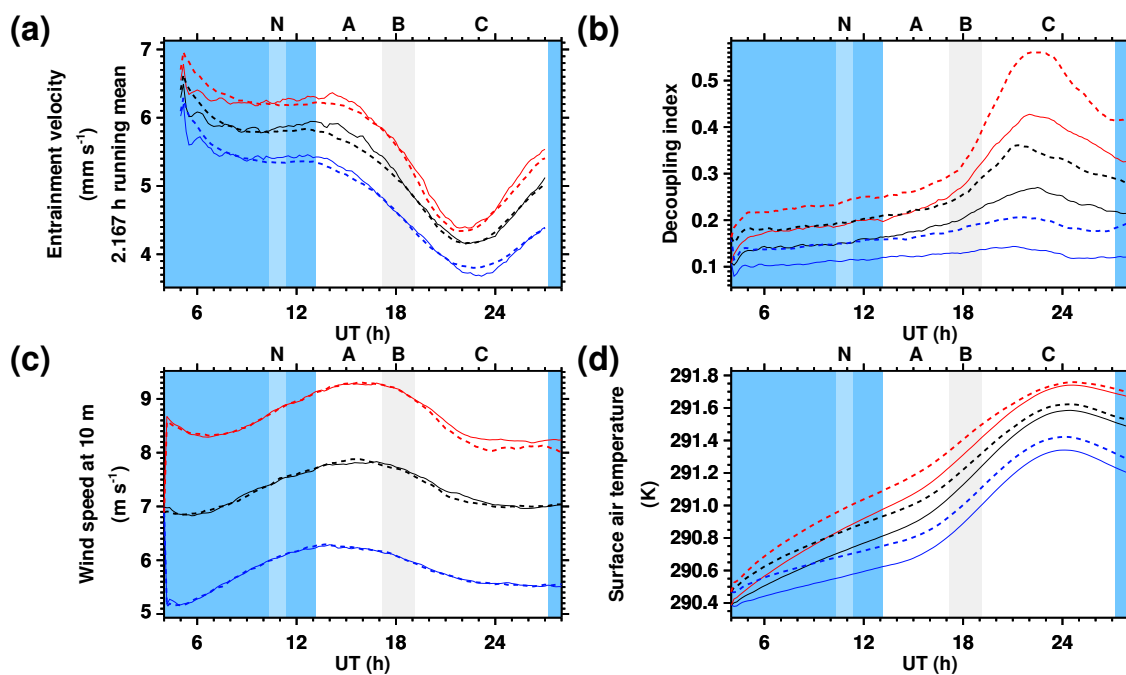 (a)
N A B C
Entrainment velocity
2.167 h running mean
(mm s⁻¹)
7
6
5
4
6 12 18 24
UT (h)
(b)
Decoupling index
0.5
0.4
0.3
0.2
0.1
6 12 18 24
UT (h)
(c)
N A B C
Wind speed at 10 m
(m s⁻¹)
9
8
7
6
5
6 12 18 24
UT (h)
(d)
N A B C
Surface air temperature
(K)
291.8
291.6
291.4
291.2
290.8
290.6
290.4
6 12 18 24
UT (h)